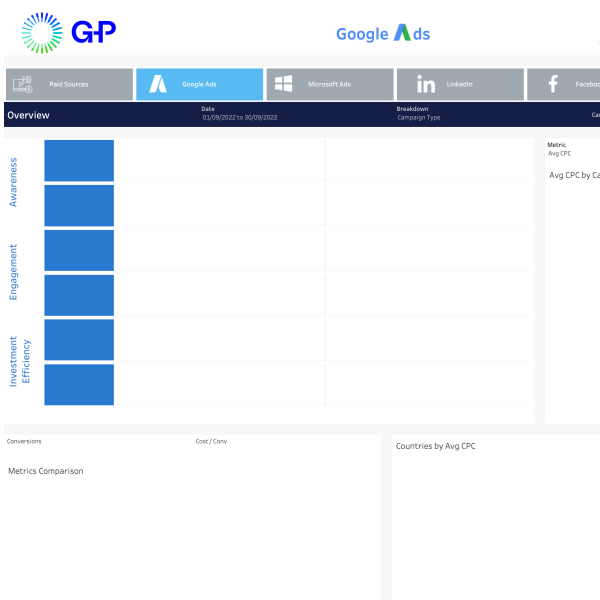 G-P
Google Ads
Paid Sources
Google Ads
Microsoft Ads
in
LinkedIn
f
Faceboo
Overview
Date
01/09/2022 to 30/09/2022
Breakdown
Campaign Type
Ca
Metric
Avg CPC
Avg CPC by Ca
Awareness
Engagement
Investment
Efficiency
Conversions
Cost / Conv
Metrics Comparison
Countries by Avg CPC